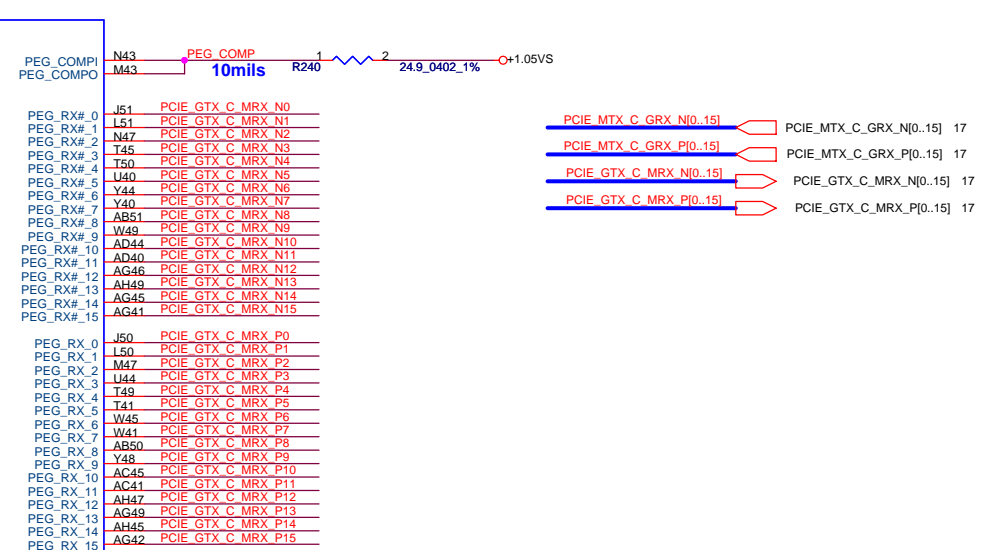 PEG_COMPI N43 PEG_COMP 1 2 +1.05VS
PEG_COMPO M43 10mils R240 24.9_0402_1%
PEG_RX#_0 J51 PCIE_GTX_C_MRX_N0
PEG_RX#_1 L51 PCIE_GTX_C_MRX_N1
PEG_RX#_2 N47 PCIE_GTX_C_MRX_N2
PEG_RX#_3 T45 PCIE_GTX_C_MRX_N3
PEG_RX#_4 T50 PCIE_GTX_C_MRX_N4
PEG_RX#_5 U40 PCIE_GTX_C_MRX_N5
PEG_RX#_6 Y44 PCIE_GTX_C_MRX_N6
PEG_RX#_7 Y40 PCIE_GTX_C_MRX_N7
PEG_RX#_8 AB51 PCIE_GTX_C_MRX_N8
PEG_RX#_9 W49 PCIE_GTX_C_MRX_N9
PEG_RX#_10 AD44 PCIE_GTX_C_MRX_N10
PEG_RX#_11 AD40 PCIE_GTX_C_MRX_N11
PEG_RX#_12 AG46 PCIE_GTX_C_MRX_N12
PEG_RX#_13 AH49 PCIE_GTX_C_MRX_N13
PEG_RX#_14 AG45 PCIE_GTX_C_MRX_N14
PEG_RX#_15 AG41 PCIE_GTX_C_MRX_N15
PEG_RX_0 J50 PCIE_GTX_C_MRX_P0
PEG_RX_1 L50 PCIE_GTX_C_MRX_P1
PEG_RX_2 M47 PCIE_GTX_C_MRX_P2
PEG_RX_3 U44 PCIE_GTX_C_MRX_P3
PEG_RX_4 T49 PCIE_GTX_C_MRX_P4
PEG_RX_5 T41 PCIE_GTX_C_MRX_P5
PEG_RX_6 W45 PCIE_GTX_C_MRX_P6
PEG_RX_7 W41 PCIE_GTX_C_MRX_P7
PEG_RX_8 AB50 PCIE_GTX_C_MRX_P8
PEG_RX_9 Y48 PCIE_GTX_C_MRX_P9
PEG_RX_10 AC45 PCIE_GTX_C_MRX_P10
PEG_RX_11 AC41 PCIE_GTX_C_MRX_P11
PEG_RX_12 AH47 PCIE_GTX_C_MRX_P12
PEG_RX_13 AG49 PCIE_GTX_C_MRX_P13
PEG_RX_14 AH45 PCIE_GTX_C_MRX_P14
PEG_RX_15 AG42 PCIE_GTX_C_MRX_P15
PCIE_MTX_C_GRX_N[0..15] PCIE_MTX_C_GRX_N[0..15] 17
PCIE_MTX_C_GRX_P[0..15] PCIE_MTX_C_GRX_P[0..15] 17
PCIE_GTX_C_MRX_N[0..15] PCIE_GTX_C_MRX_N[0..15] 17
PCIE_GTX_C_MRX_P[0..15] PCIE_GTX_C_MRX_P[0..15] 17